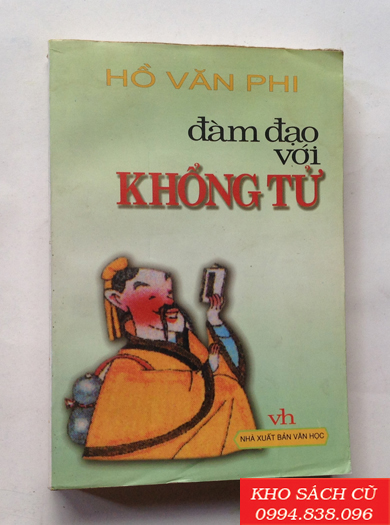 HỒ VĂN PHI
đàm đạo
với
KHỔNG TỬ
vh
NHÀ XUẤT BẢN VĂN HỌC
KHO SÁCH CŨ
0994.838.096